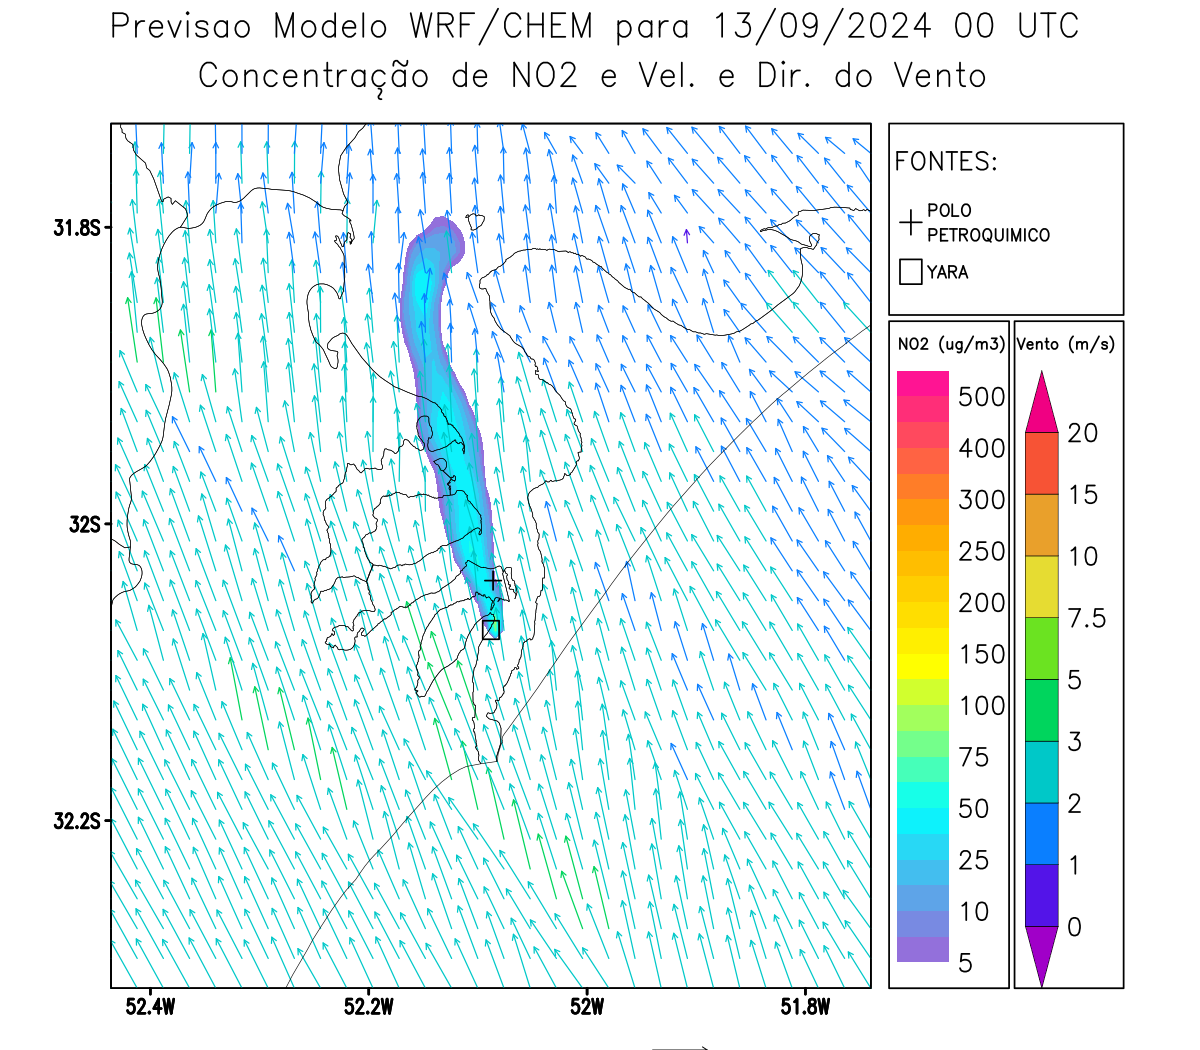 Previsao Modelo WRF/CHEM para 13/09/2024 00 UTC
Concentração de NO2 e Vel. e Dir. do Vento
FONTES:
POLO
PETROQUIMICO
YARA
31.8S
32S
32.2S
52.4W
52.2W
52W
51.8W
NO2 (ug/m3)
500
400
300
250
200
150
100
75
50
25
10
5
Vento (m/s)
20
15
10
7.5
5
3
2
1
0